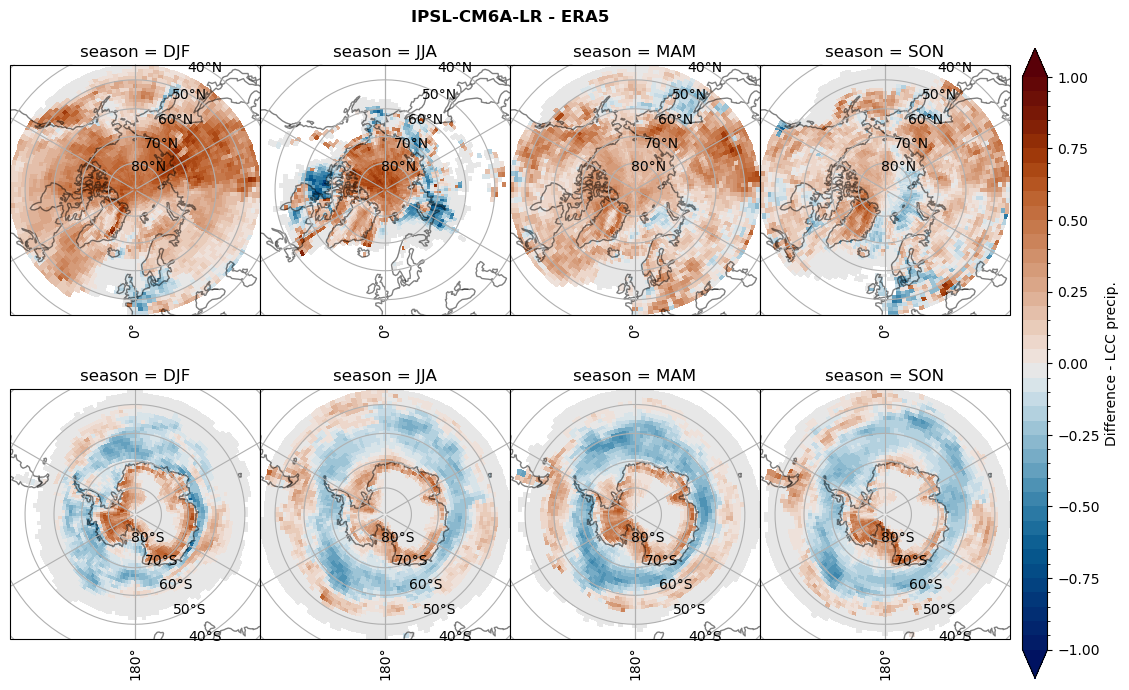 IPSL-CM6A-LR - ERA5
season = DJF
season = JJA
season = MAM
season = SON
40°N
50°N
60°N
70°N
80°N
0°
40°N
50°N
60°N
70°N
80°N
0°
40°N
50°N
60°N
70°N
80°N
0°
40°N
50°N
60°N
70°N
80°N
0°
season = DJF
season = JJA
season = MAM
season = SON
80°S
70°S
60°S
50°S
40°S
180°
80°S
70°S
60°S
50°S
40°S
180°
80°S
70°S
60°S
50°S
40°S
180°
80°S
70°S
60°S
50°S
40°S
180°
1.00
0.75
0.50
0.25
0.00
−0.25
−0.50
−0.75
−1.00
Difference - LCC precip.